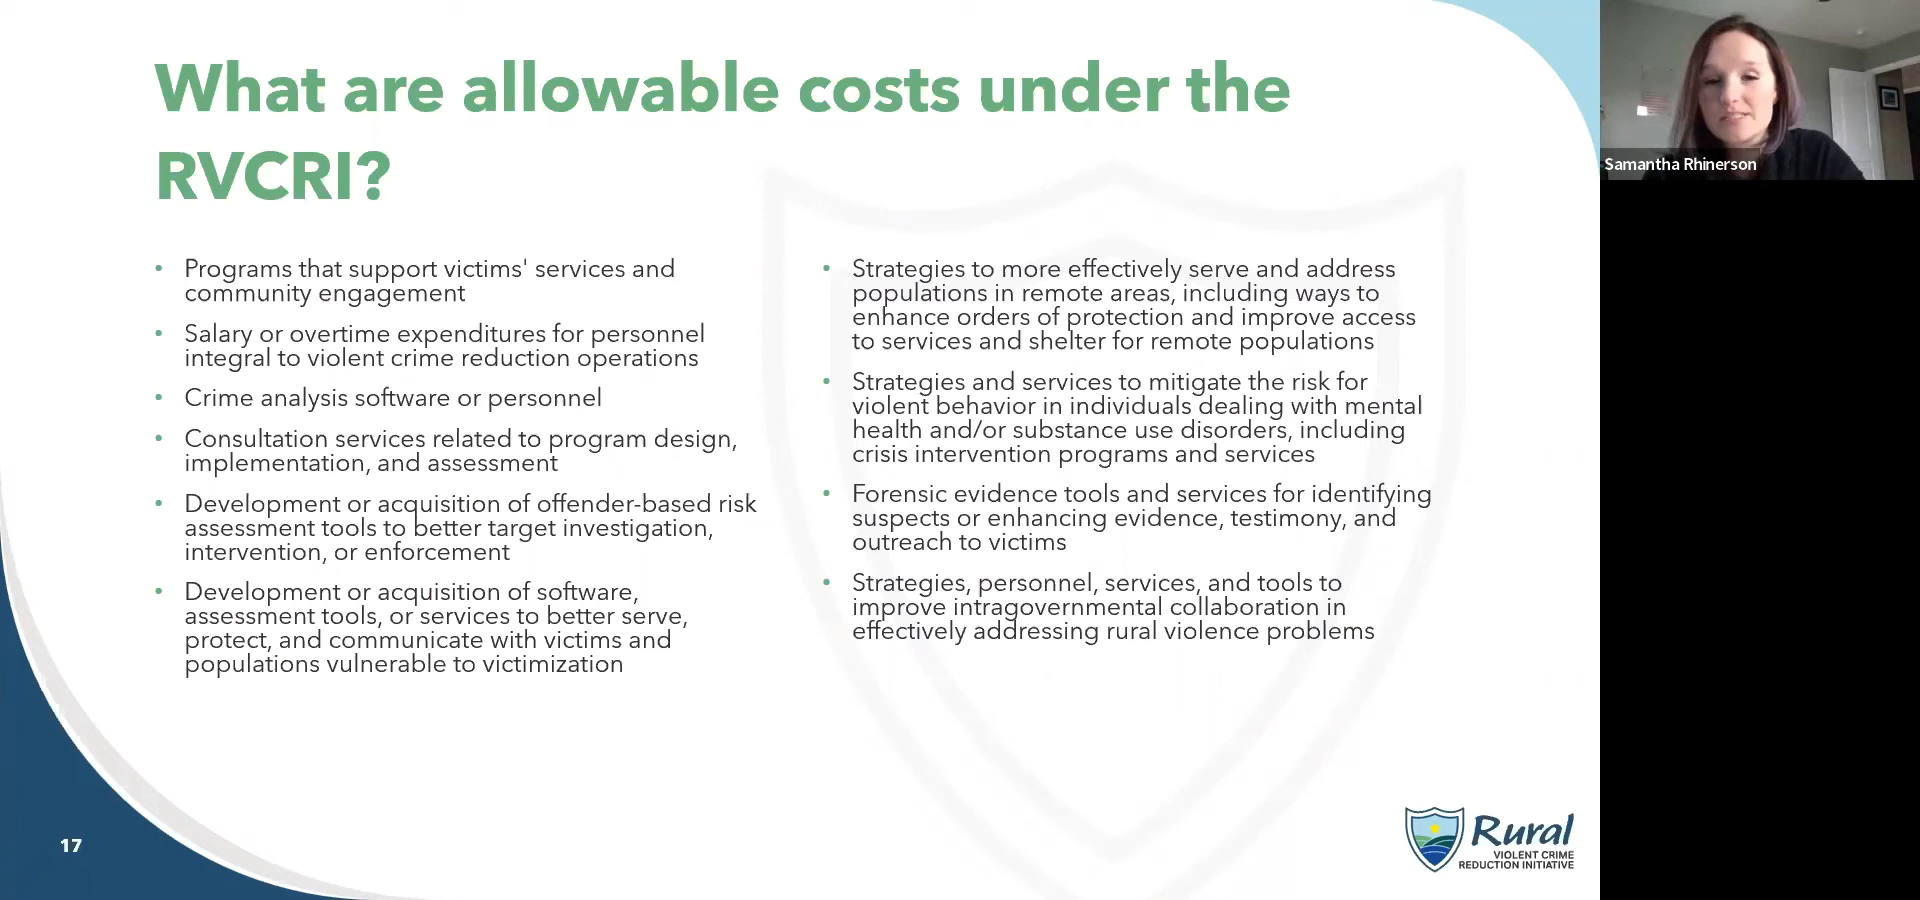 What are allowable costs under the
RVCRI?
• Programs that support victims' services and
community engagement
• Salary or overtime expenditures for personnel
integral to violent crime reduction operations
• Crime analysis software or personnel
• Consultation services related to program design,
implementation, and assessment
• Development or acquisition of offender-based risk
assessment tools to better target investigation,
intervention, or enforcement
• Development or acquisition of software,
assessment tools, or services to better serve,
protect, and communicate with victims and
populations vulnerable to victimization
• Strategies to more effectively serve and address
populations in remote areas, including ways to
enhance orders of protection and improve access
to services and shelter for remote populations
• Strategies and services to mitigate the risk for
violent behavior in individuals dealing with mental
health and/or substance use disorders, including
crisis intervention programs and services
• Forensic evidence tools and services for identifying
suspects or enhancing evidence, testimony, and
outreach to victims
• Strategies, personnel, services, and tools to
improve intragovernmental collaboration in
effectively addressing rural violence problems
17
Rural
VIOLENT CRIME
REDUCTION INITIATIVE
Samantha Rhinerson